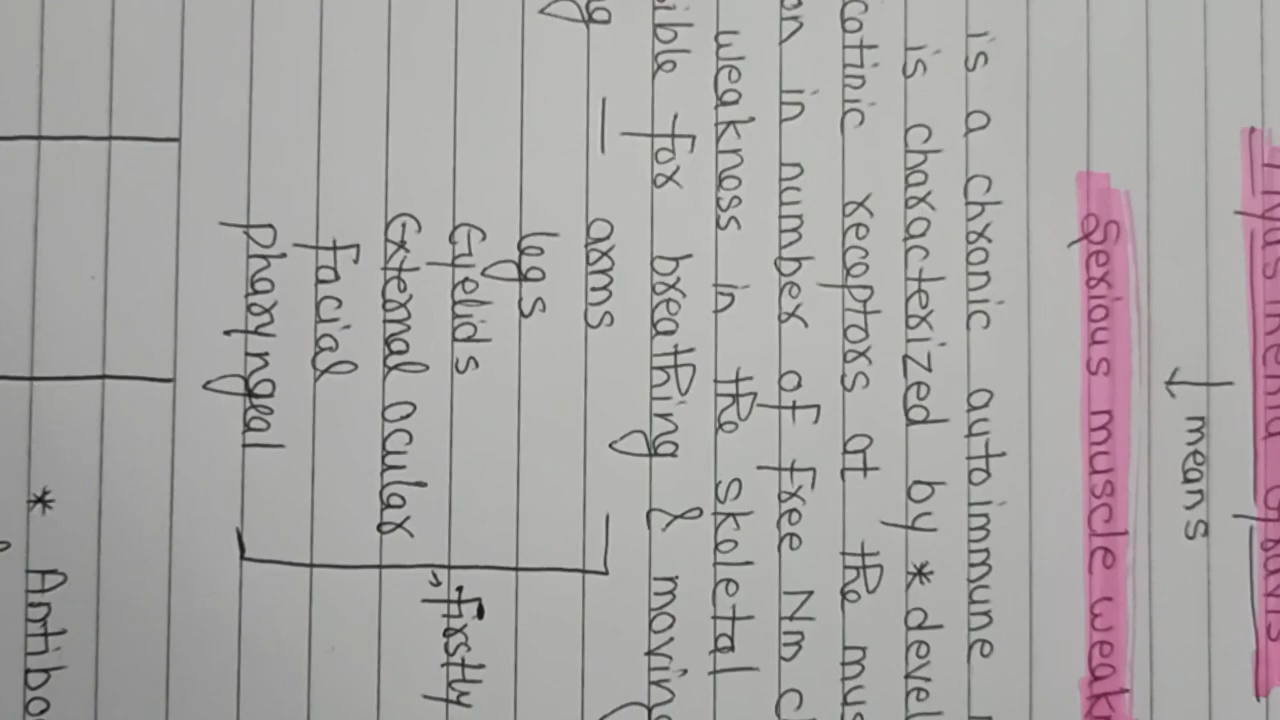 Myasthenia Gravis
means
Serious muscle weak
is a chronic autoimmune
is characterized by * devel
cotinic receptors at the mus
on in number of free Nm c
weakness in the skeletal
ible for breathing & moving
g — arms
legs
Eyelids
External ocular
facial
pharyngeal
firstly
* Antibo